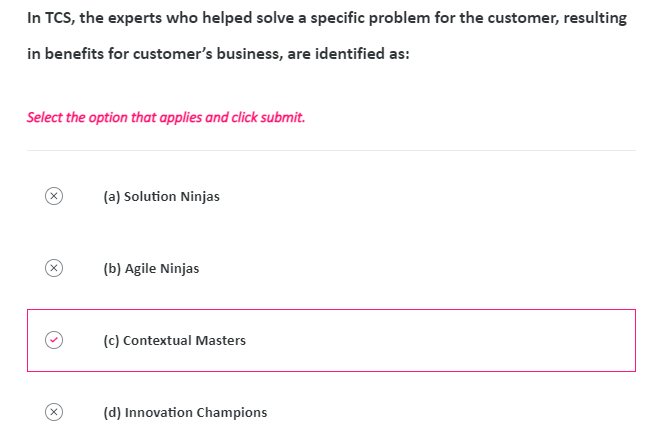 In TCS, the experts who helped solve a specific problem for the customer, resulting
in benefits for customer’s business, are identified as:
Select the option that applies and click submit.
(a) Solution Ninjas
(b) Agile Ninjas
(c) Contextual Masters
(d) Innovation Champions